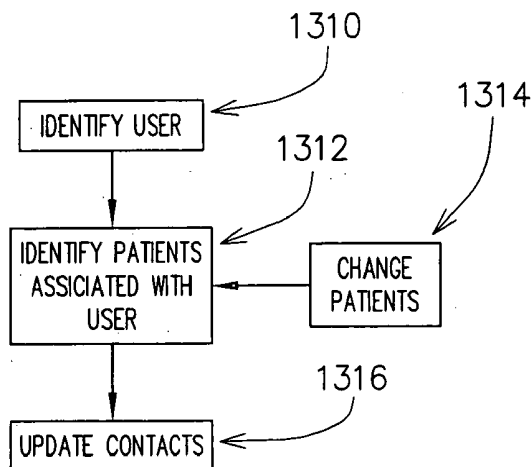 1310
IDENTIFY USER
1314
1312
IDENTIFY PATIENTS
ASSICIATED WITH
USER
CHANGE
PATIENTS
1316
UPDATE CONTACTS